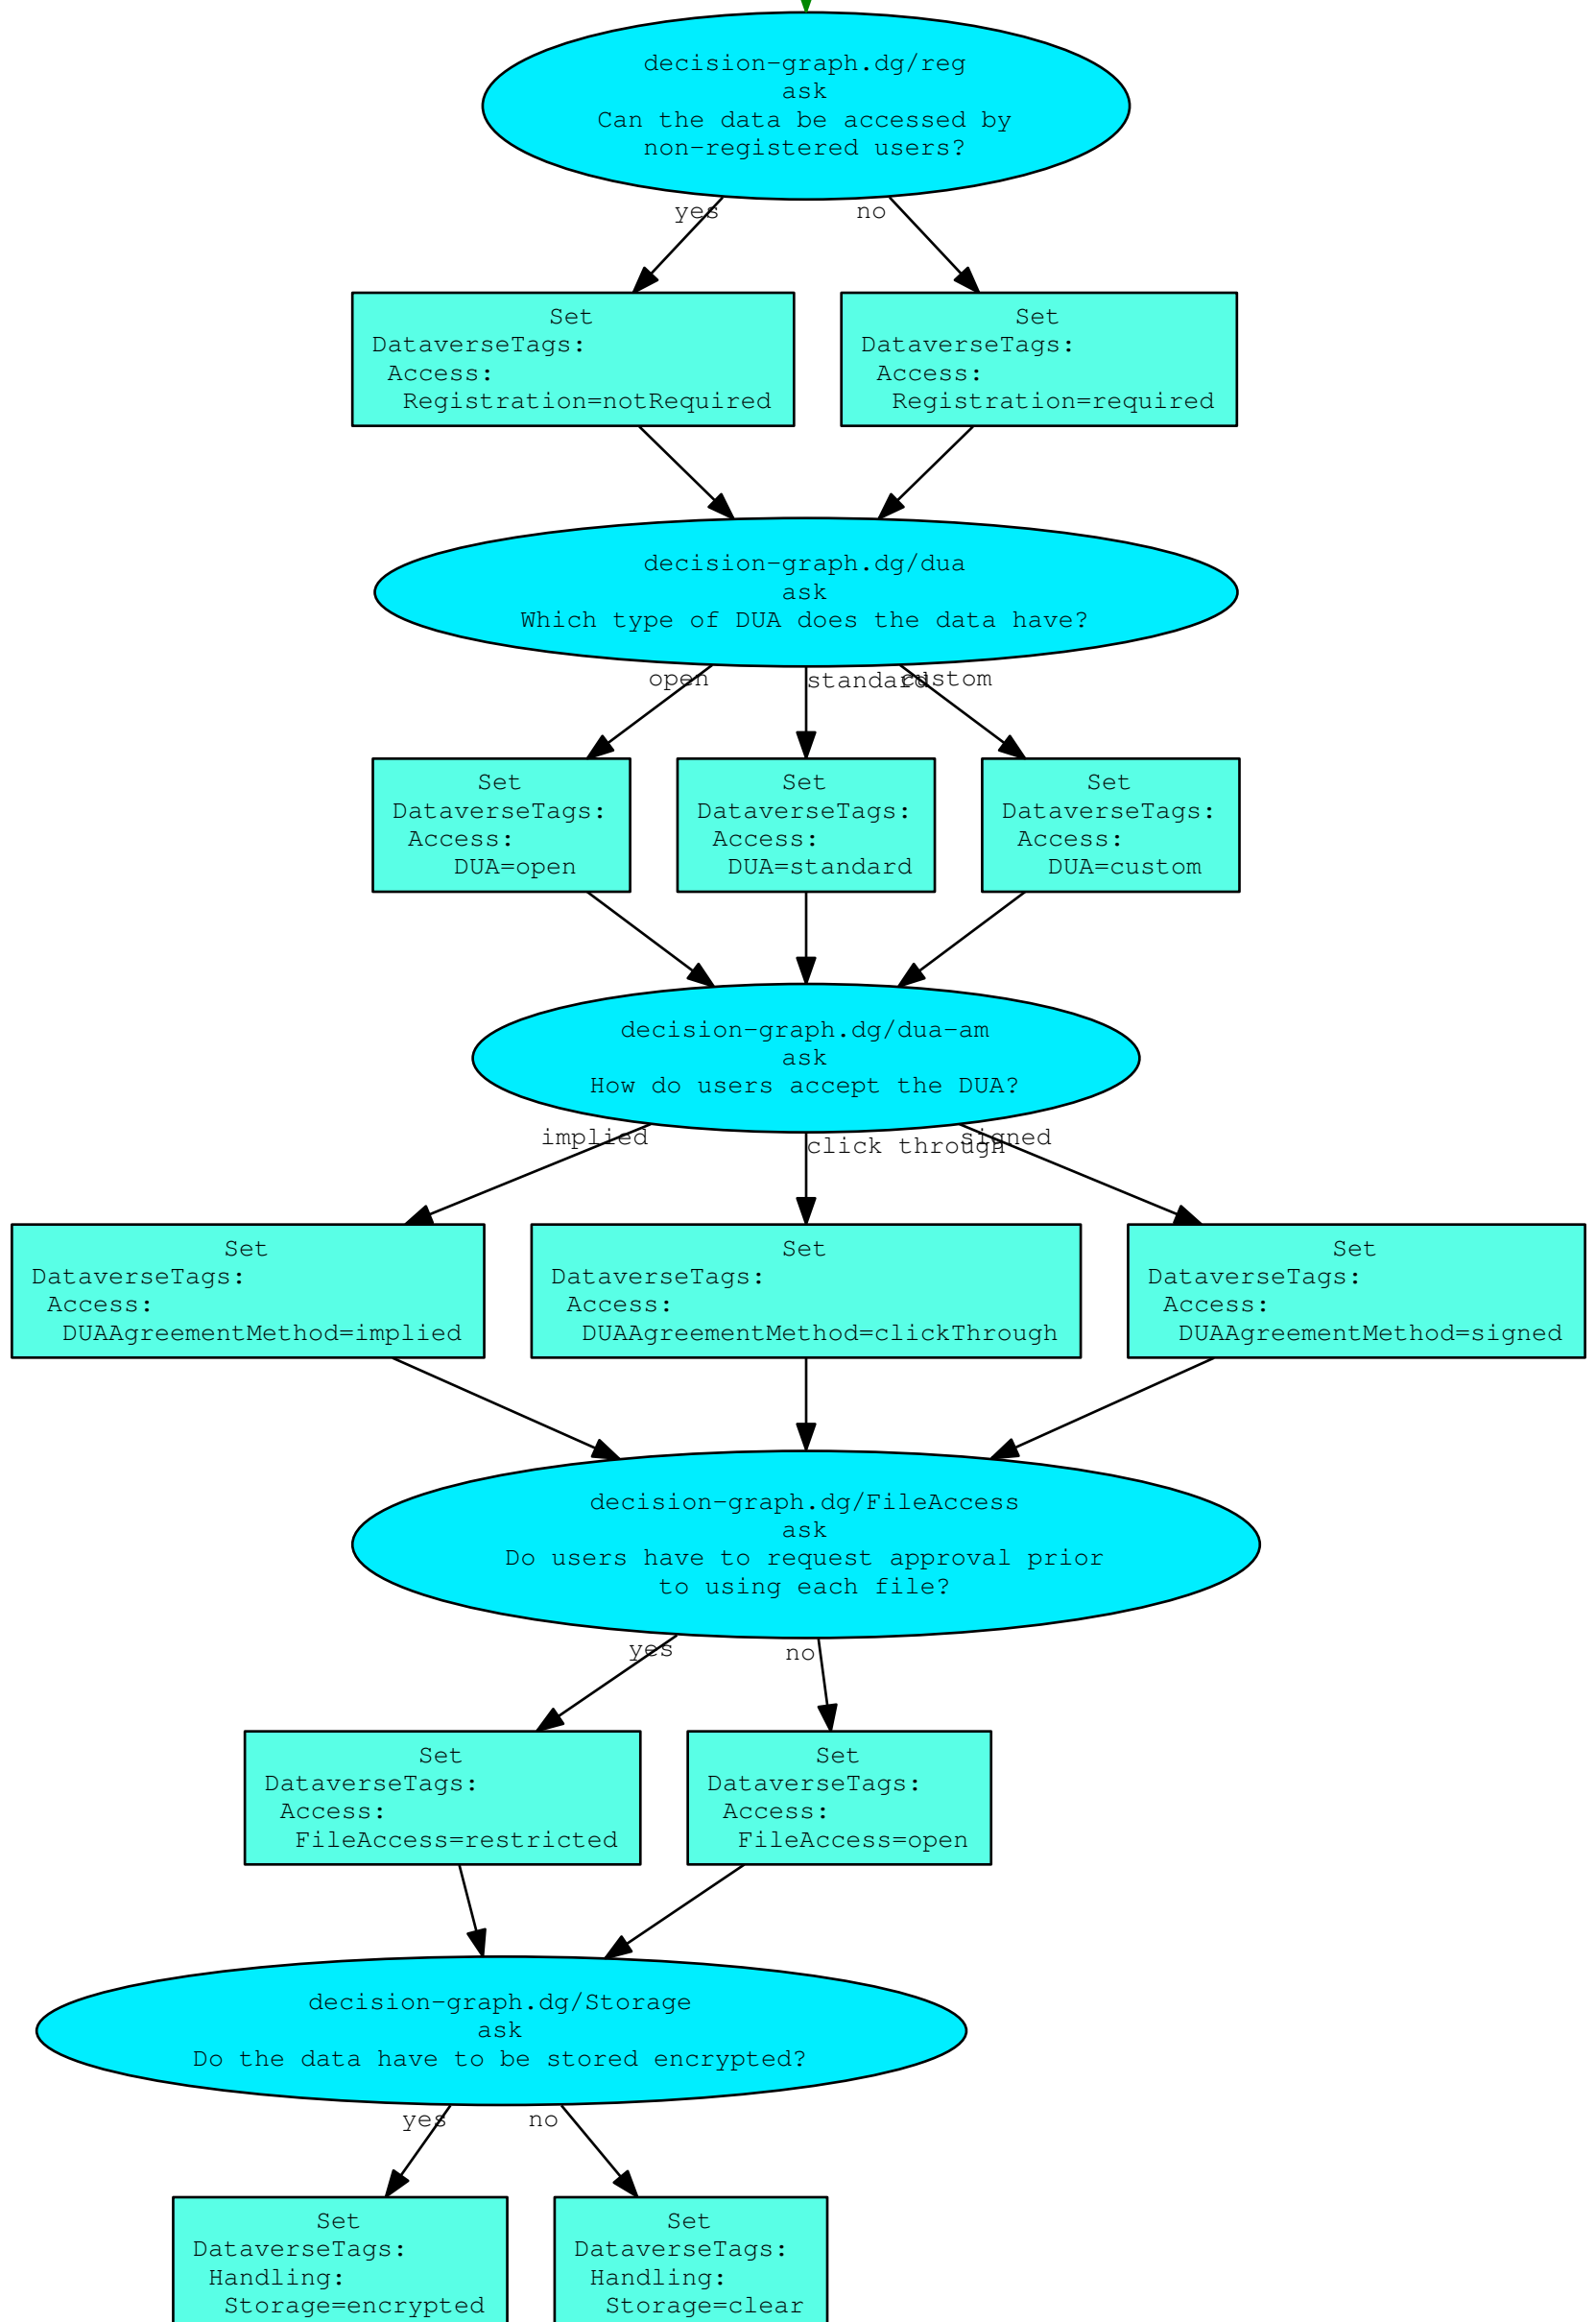 decision-graph.dg/reg
ask
Can the data be accessed by
non-registered users?
yes
no
Set
DataverseTags:
Access:
Registration=notRequired
Set
DataverseTags:
Access:
Registration=required
decision-graph.dg/dua
ask
Which type of DUA does the data have?
open
standard
custom
Set
DataverseTags:
Access:
DUA=open
Set
DataverseTags:
Access:
DUA=standard
Set
DataverseTags:
Access:
DUA=custom
decision-graph.dg/dua-am
ask
How do users accept the DUA?
implied
click through
signed
Set
DataverseTags:
Access:
DUAAgreementMethod=implied
Set
DataverseTags:
Access:
DUAAgreementMethod=clickThrough
Set
DataverseTags:
Access:
DUAAgreementMethod=signed
decision-graph.dg/FileAccess
ask
Do users have to request approval prior
to using each file?
yes
no
Set
DataverseTags:
Access:
FileAccess=restricted
Set
DataverseTags:
Access:
FileAccess=open
decision-graph.dg/Storage
ask
Do the data have to be stored encrypted?
yes
no
Set
DataverseTags:
Handling:
Storage=encrypted
Set
DataverseTags:
Handling:
Storage=clear